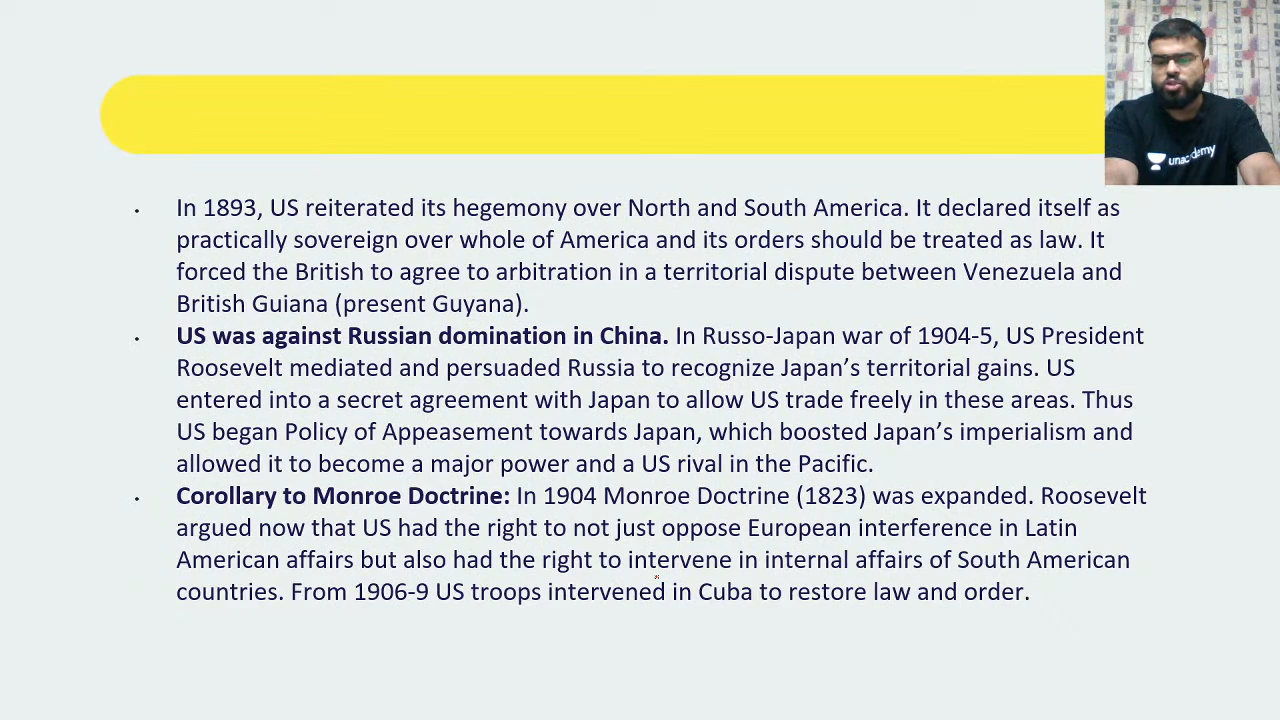 unacademy
In 1893, US reiterated its hegemony over North and South America. It declared itself as
practically sovereign over whole of America and its orders should be treated as law. It
forced the British to agree to arbitration in a territorial dispute between Venezuela and
British Guiana (present Guyana).
US was against Russian domination in China. In Russo-Japan war of 1904-5, US President
Roosevelt mediated and persuaded Russia to recognize Japan’s territorial gains. US
entered into a secret agreement with Japan to allow US trade freely in these areas. Thus
US began Policy of Appeasement towards Japan, which boosted Japan’s imperialism and
allowed it to become a major power and a US rival in the Pacific.
Corollary to Monroe Doctrine: In 1904 Monroe Doctrine (1823) was expanded. Roosevelt
argued now that US had the right to not just oppose European interference in Latin
American affairs but also had the right to intervene in internal affairs of South American
countries. From 1906-9 US troops intervened in Cuba to restore law and order.